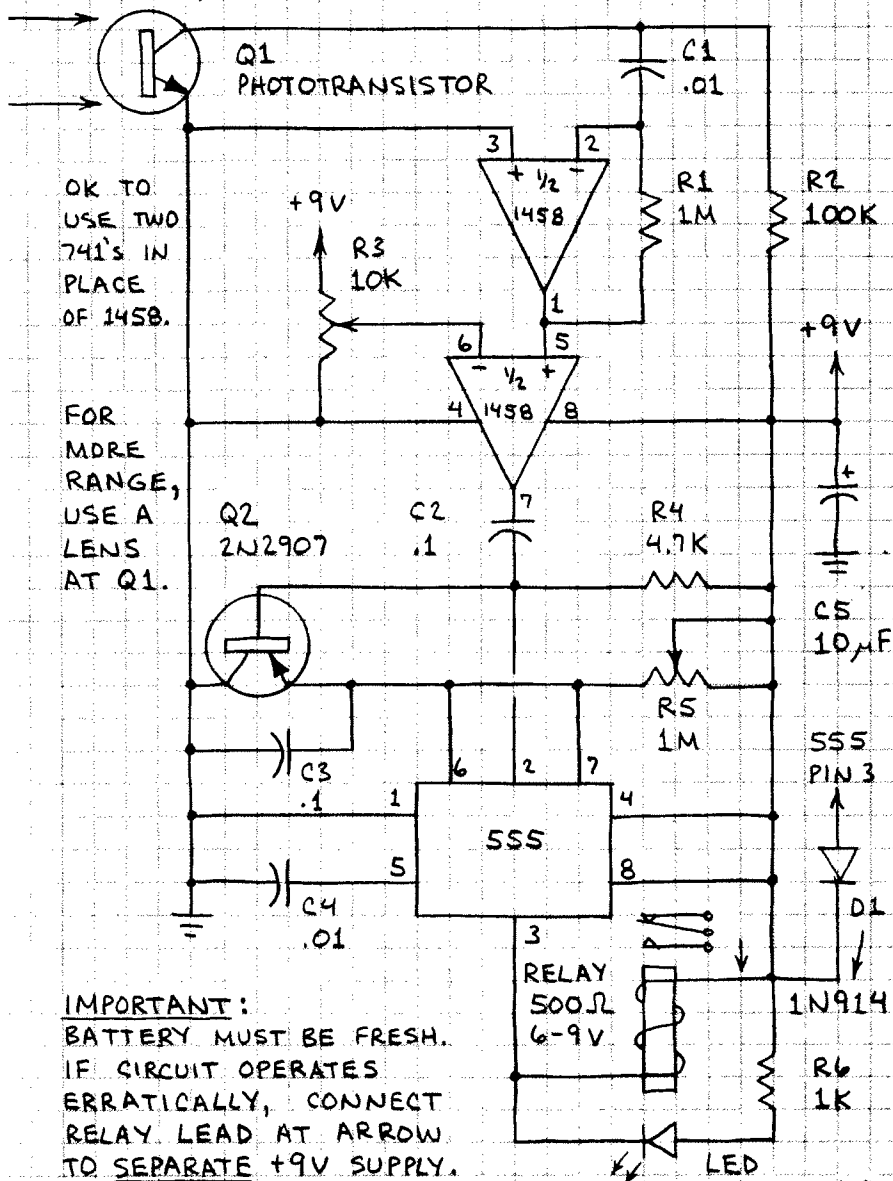 Q1
PHOTOTRANSISTOR
C1
.01
3
2
+
1/2
-
1458
R1
1M
R2
100K
OK TO
USE TWO
741's IN
PLACE
OF 1458.
+9V
R3
10K
1
6
5
-
1/2
+
4
1458
8
+9V
FOR
MORE
RANGE,
USE A
LENS
AT Q1.
+
7
Q2
2N2907
C2
.1
R4
4.7K
C5
10µF
R5
1M
C3
.1
6
2
7
555
PIN 3
1
4
555
5
8
C4
.01
3
D1
1N914
RELAY
500Ω
6-9V
R6
1K
LED
IMPORTANT:
BATTERY MUST BE FRESH.
IF CIRCUIT OPERATES
ERRATICALLY, CONNECT
RELAY LEAD AT ARROW
TO SEPARATE +9V SUPPLY.